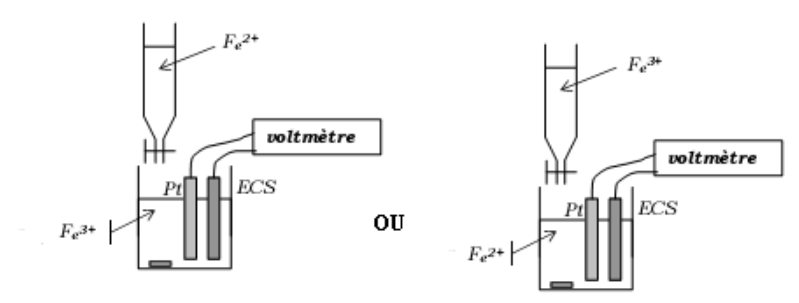 Fe²⁺
voltmètre
Pt
ECS
Fe³⁺
OU
Fe³⁺
voltmètre
Pt
ECS
Fe²⁺